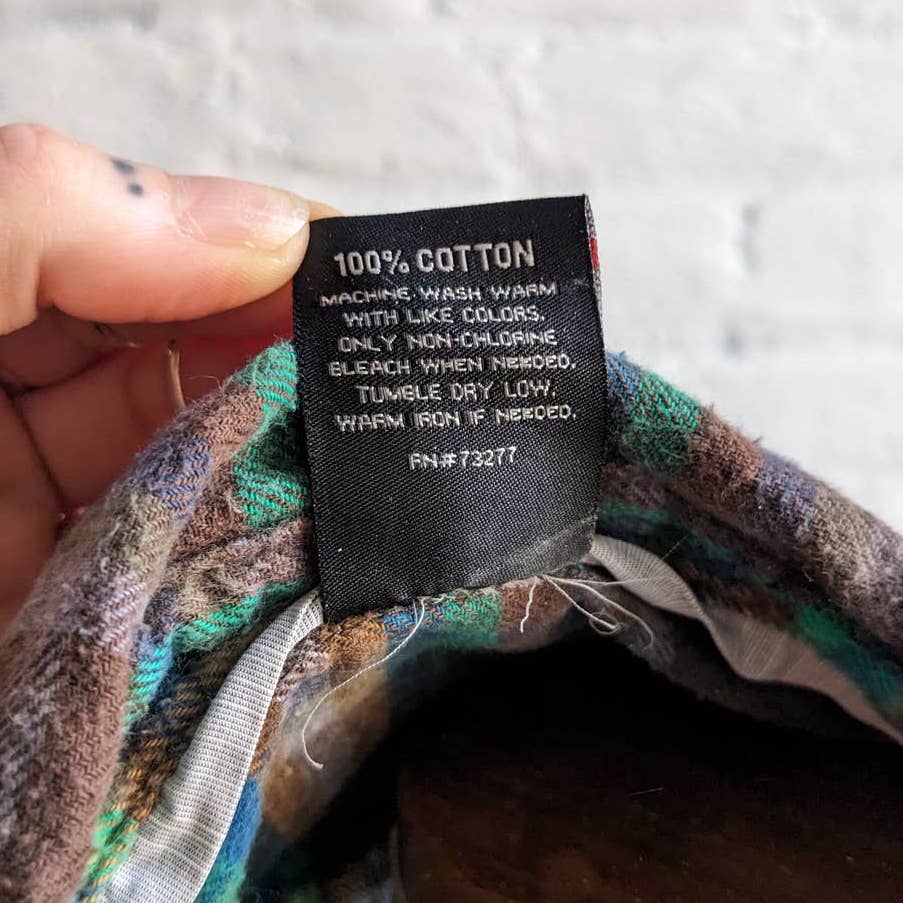 100% COTTON
MACHINE WASH WARM
WITH LIKE COLORS.
ONLY NON-CHLORINE
BLEACH WHEN NEEDED.
TUMBLE DRY LOW.
WARM IRON IF NEEDED.
RN#73277